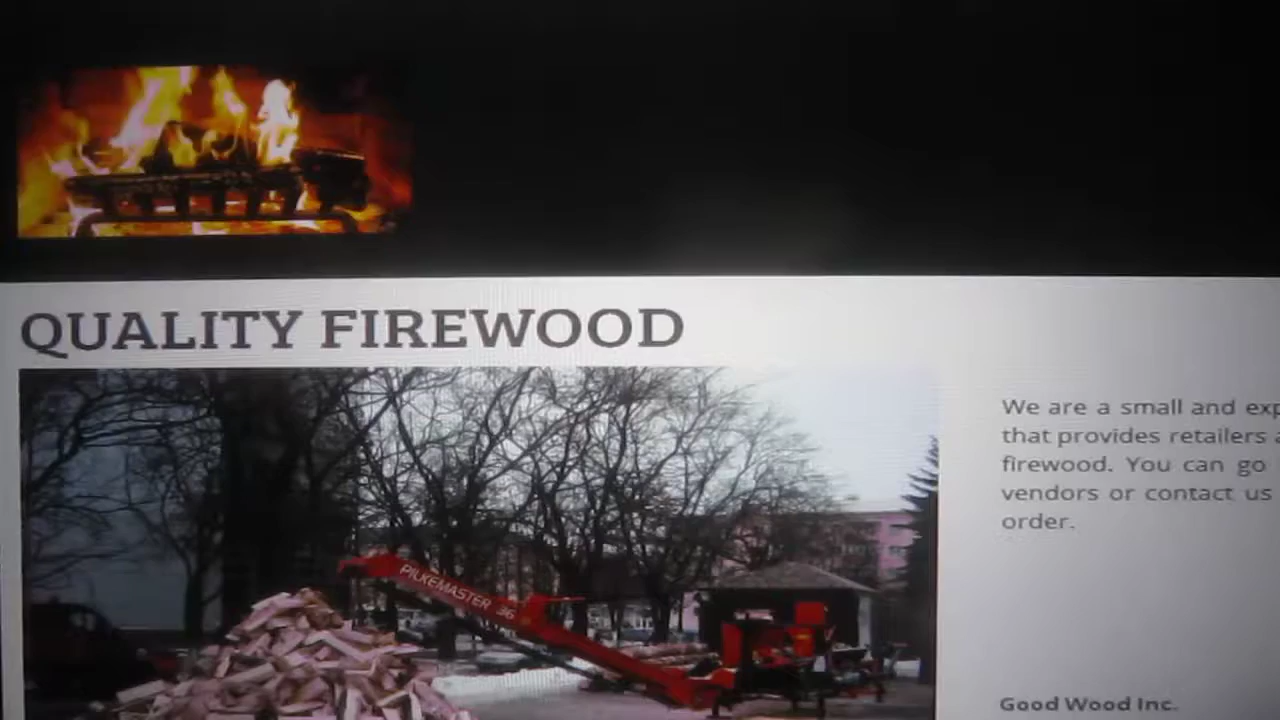 QUALITY FIREWOOD
PILKEMASTER 36
We are a small and
that provides retailers
firewood. You can go
vendors or contact us
order.
Good Wood Inc.